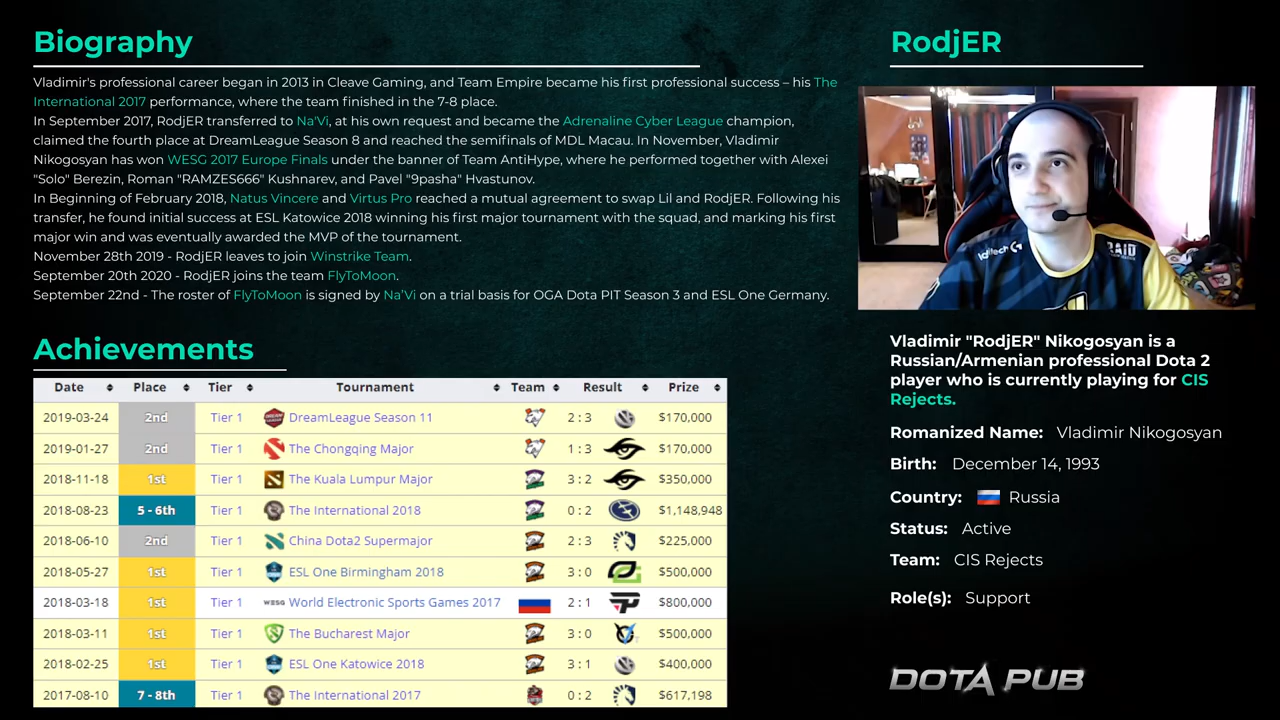 Biography
Vladimir's professional career began in 2013 in Cleave Gaming, and Team Empire became his first professional success – his The
International 2017 performance, where the team finished in the 7-8 place.
In September 2017, RodjER transferred to Na'Vi, at his own request and became the Adrenaline Cyber League champion,
claimed the fourth place at DreamLeague Season 8 and reached the semifinals of MDL Macau. In November, Vladimir
Nikogosyan has won WESG 2017 Europe Finals under the banner of Team AntiHype, where he performed together with Alexei
"Solo" Berezin, Roman "RAMZES666" Kushnarev, and Pavel "9pasha" Hvastunov.
In Beginning of February 2018, Natus Vincere and Virtus Pro reached a mutual agreement to swap Lil and RodjER. Following his
transfer, he found initial success at ESL Katowice 2018 winning his first major tournament with the squad, and marking his first
major win and was eventually awarded the MVP of the tournament.
November 28th 2019 - RodjER leaves to join Winstrike Team.
September 20th 2020 - RodjER joins the team FlyToMoon.
September 22nd - The roster of FlyToMoon is signed by Na'Vi on a trial basis for OGA Dota PIT Season 3 and ESL One Germany.
Achievements
Date Place Tier Tournament Team Result Prize
2019-03-24 2nd Tier 1 DreamLeague Season 11 2 : 3 $170,000
2019-01-27 2nd Tier 1 The Chongqing Major 1 : 3 $170,000
2018-11-18 1st Tier 1 The Kuala Lumpur Major 3 : 2 $350,000
2018-08-23 5 - 6th Tier 1 The International 2018 0 : 2 $1,148,948
2018-06-10 2nd Tier 1 China Dota2 Supermajor 2 : 3 $225,000
2018-05-27 1st Tier 1 ESL One Birmingham 2018 3 : 0 $500,000
2018-03-18 1st Tier 1 WESG World Electronic Sports Games 2017 2 : 1 $800,000
2018-03-11 1st Tier 1 The Bucharest Major 3 : 0 $500,000
2018-02-25 1st Tier 1 ESL One Katowice 2018 3 : 1 $400,000
2017-08-10 7 - 8th Tier 1 The International 2017 0 : 2 $617,198
RodjER
logitech G
RAID
Vladimir "RodjER" Nikogosyan is a
Russian/Armenian professional Dota 2
player who is currently playing for CIS
Rejects.
Romanized Name: Vladimir Nikogosyan
Birth: December 14, 1993
Country: Russia
Status: Active
Team: CIS Rejects
Role(s): Support
DOTA PUB